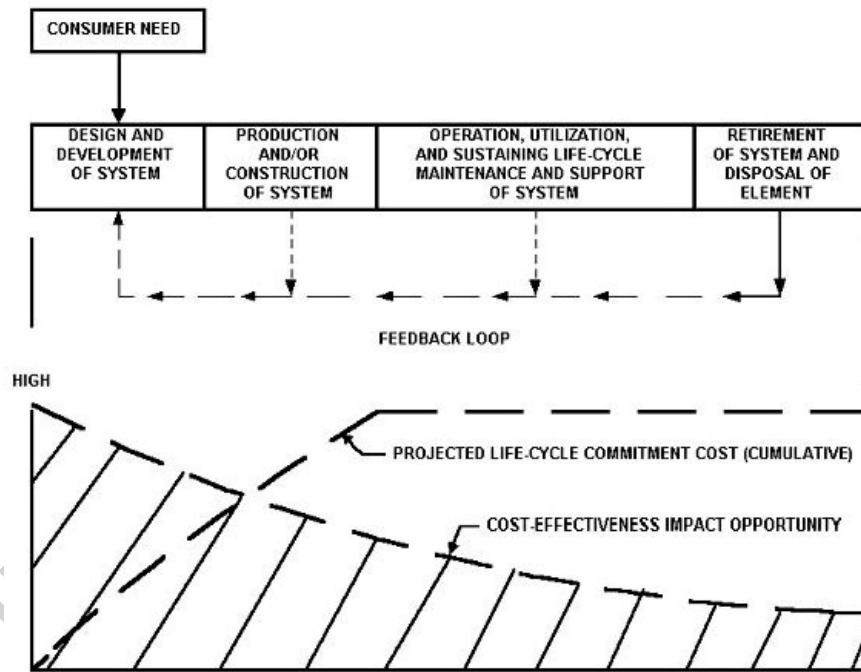 CONSUMER NEED
DESIGN AND
DEVELOPMENT
OF SYSTEM
PRODUCTION
AND/OR
CONSTRUCTION
OF SYSTEM
OPERATION, UTILIZATION,
AND SUSTAINING LIFE-CYCLE
MAINTENANCE AND SUPPORT
OF SYSTEM
RETIREMENT
OF SYSTEM AND
DISPOSAL OF
ELEMENT
FEEDBACK LOOP
HIGH
PROJECTED LIFE-CYCLE COMMITMENT COST (CUMULATIVE)
COST-EFFECTIVENESS IMPACT OPPORTUNITY